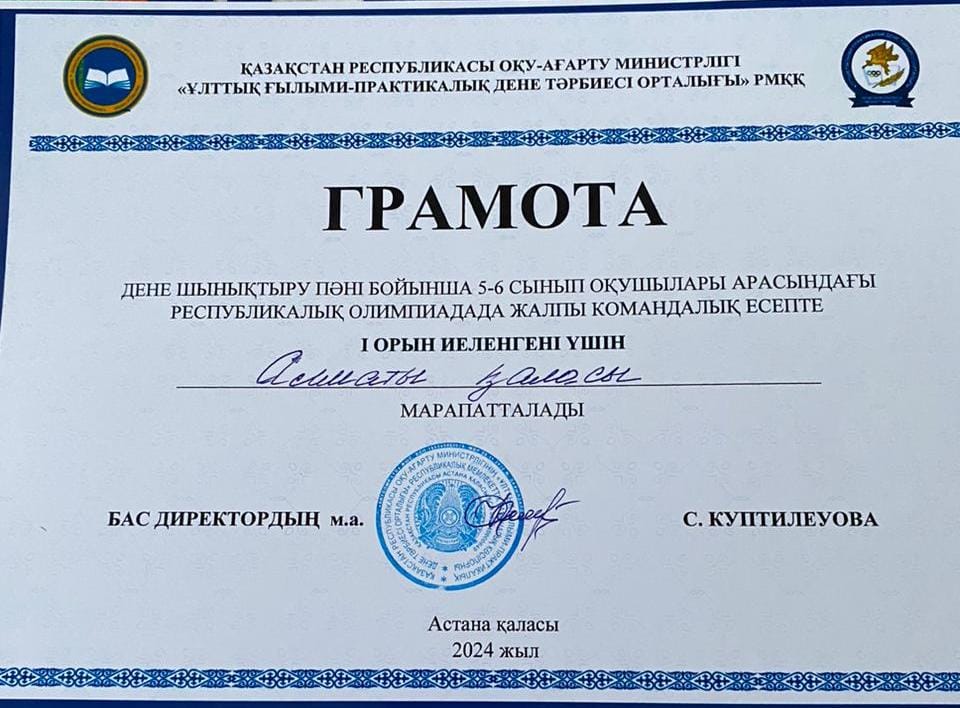 ҚАЗАҚСТАН РЕСПУБЛИКАСЫ ОҚУ-АҒАРТУ МИНИСТРЛІГІ
«ҰЛТТЫҚ ҒЫЛЫМИ-ПРАКТИКАЛЫҚ ДЕНЕ ТӘРБИЕСІ ОРТАЛЫҒЫ» РМҚК
ГРАМОТА
ДЕНЕ ШЫНЫҚТЫРУ ПӘНІ БОЙЫНША 5-6 СЫНЫП ОҚУШЫЛАРЫ АРАСЫНДАҒЫ
РЕСПУБЛИКАЛЫҚ ОЛИМПИАДАДА ЖАЛПЫ КОМАНДАЛЫҚ ЕСЕПТЕ
І ОРЫН ИЕЛЕНГЕНІ ҮШІН
Алматы қаласы
МАРАПАТТАЛАДЫ
БАС ДИРЕКТОРДЫҢ м.а.
С. КУПТИЛЕУОВА
Астана қаласы
2024 жыл